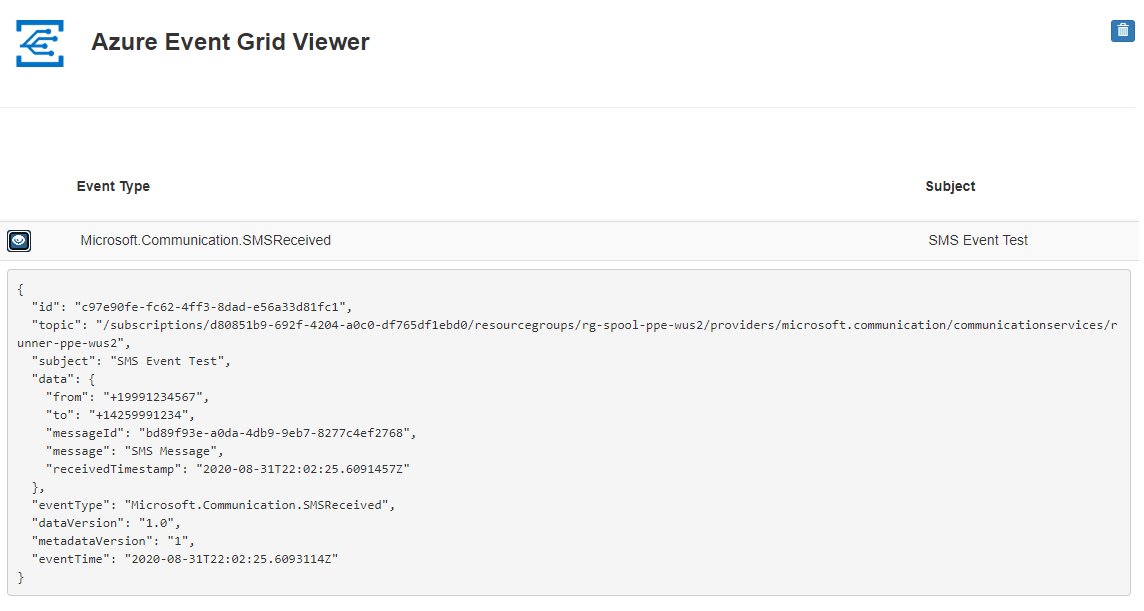 Azure Event Grid Viewer
Event Type Subject
Microsoft.Communication.SMSReceived SMS Event Test
{
  "id": "c97e90fe-fc62-4ff3-8dad-e56a33d81fc1",
  "topic": "/subscriptions/d80851b9-692f-4204-a0c0-df765df1ebd0/resourcegroups/rg-spool-ppe-wus2/providers/microsoft.communication/communicationservices/r
unner-ppe-wus2",
  "subject": "SMS Event Test",
  "data": {
    "from": "+19991234567",
    "to": "+14259991234",
    "messageId": "bd89f93e-a0da-4db9-9eb7-8277c4ef2768",
    "message": "SMS Message",
    "receivedTimestamp": "2020-08-31T22:02:25.6091457Z"
  },
  "eventType": "Microsoft.Communication.SMSReceived",
  "dataVersion": "1.0",
  "metadataVersion": "1",
  "eventTime": "2020-08-31T22:02:25.6093114Z"
}